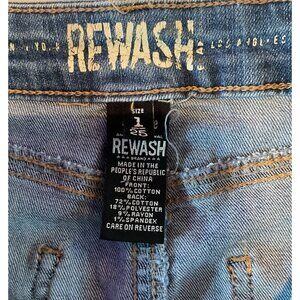 REWASH
LOS ANGELES
SIZE
1
25
REWASH
BRAND
MADE IN THE
PEOPLE'S REPUBLIC
OF CHINA
FRONT:
100% COTTON
BACK:
72% COTTON
18% POLYESTER
9% RAYON
1% SPANDEX
CARE ON REVERSE